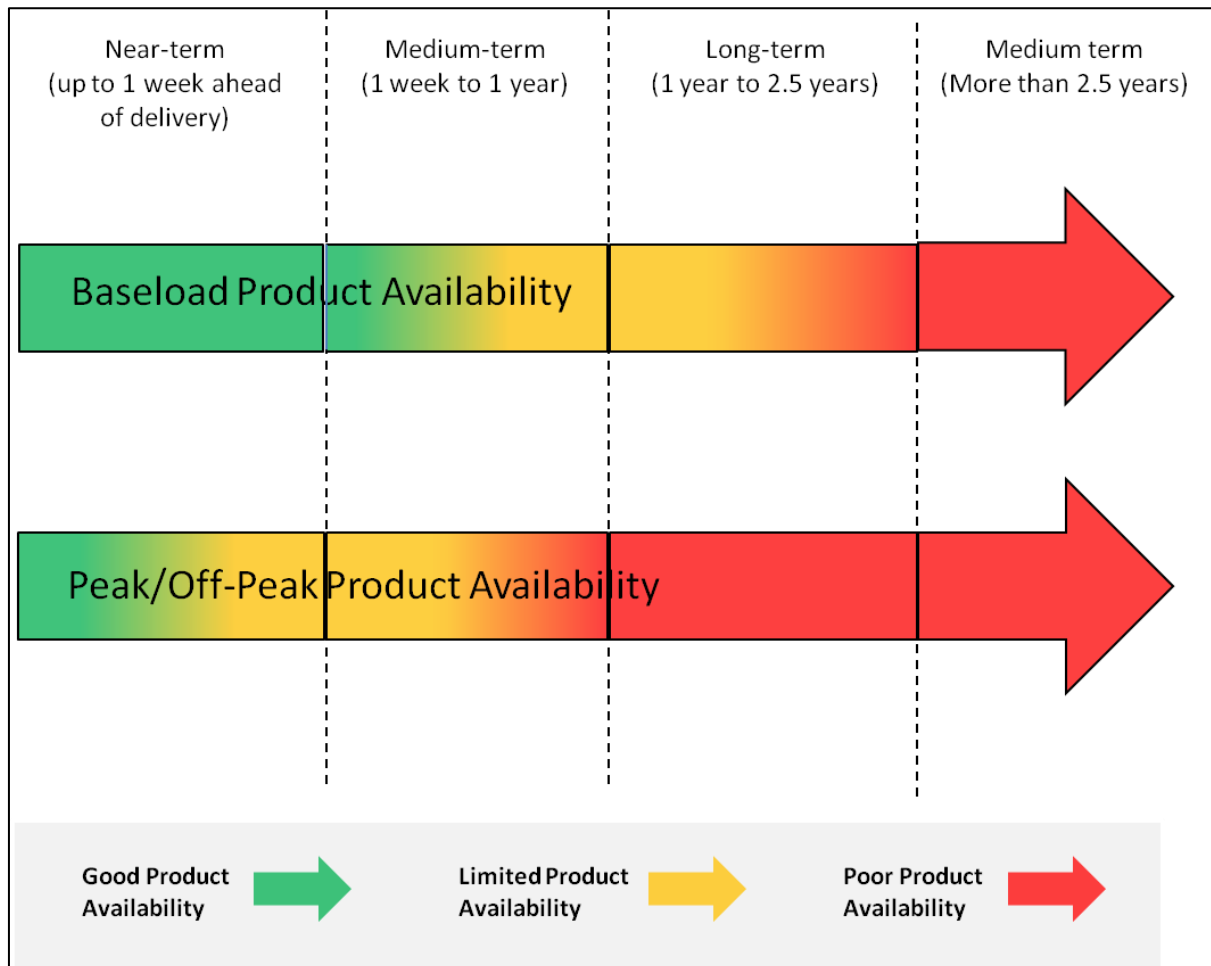 Near-term
(up to 1 week ahead
of delivery)
Medium-term
(1 week to 1 year)
Long-term
(1 year to 2.5 years)
Medium term
(More than 2.5 years)
Baseload Product Availability
Peak/Off-Peak Product Availability
Good Product
Availability
Limited Product
Availability
Poor Product
Availability